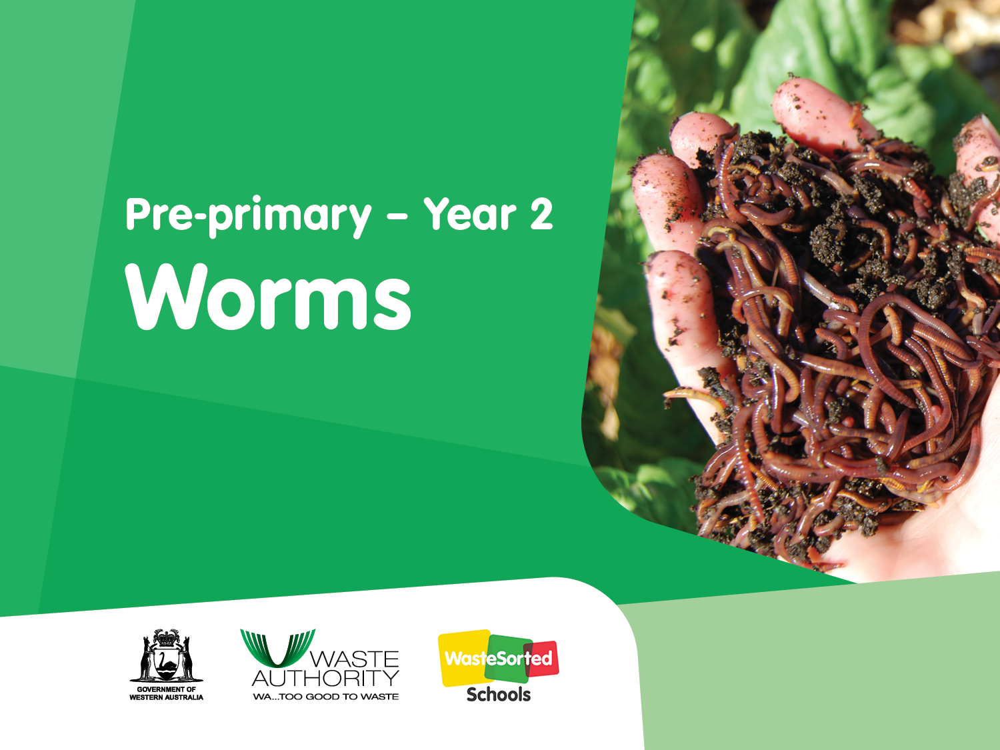 Pre-primary – Year 2
Worms
GOVERNMENT OF
WESTERN AUSTRALIA
WASTE
AUTHORITY
WA...TOO GOOD TO WASTE
WasteSorted
Schools